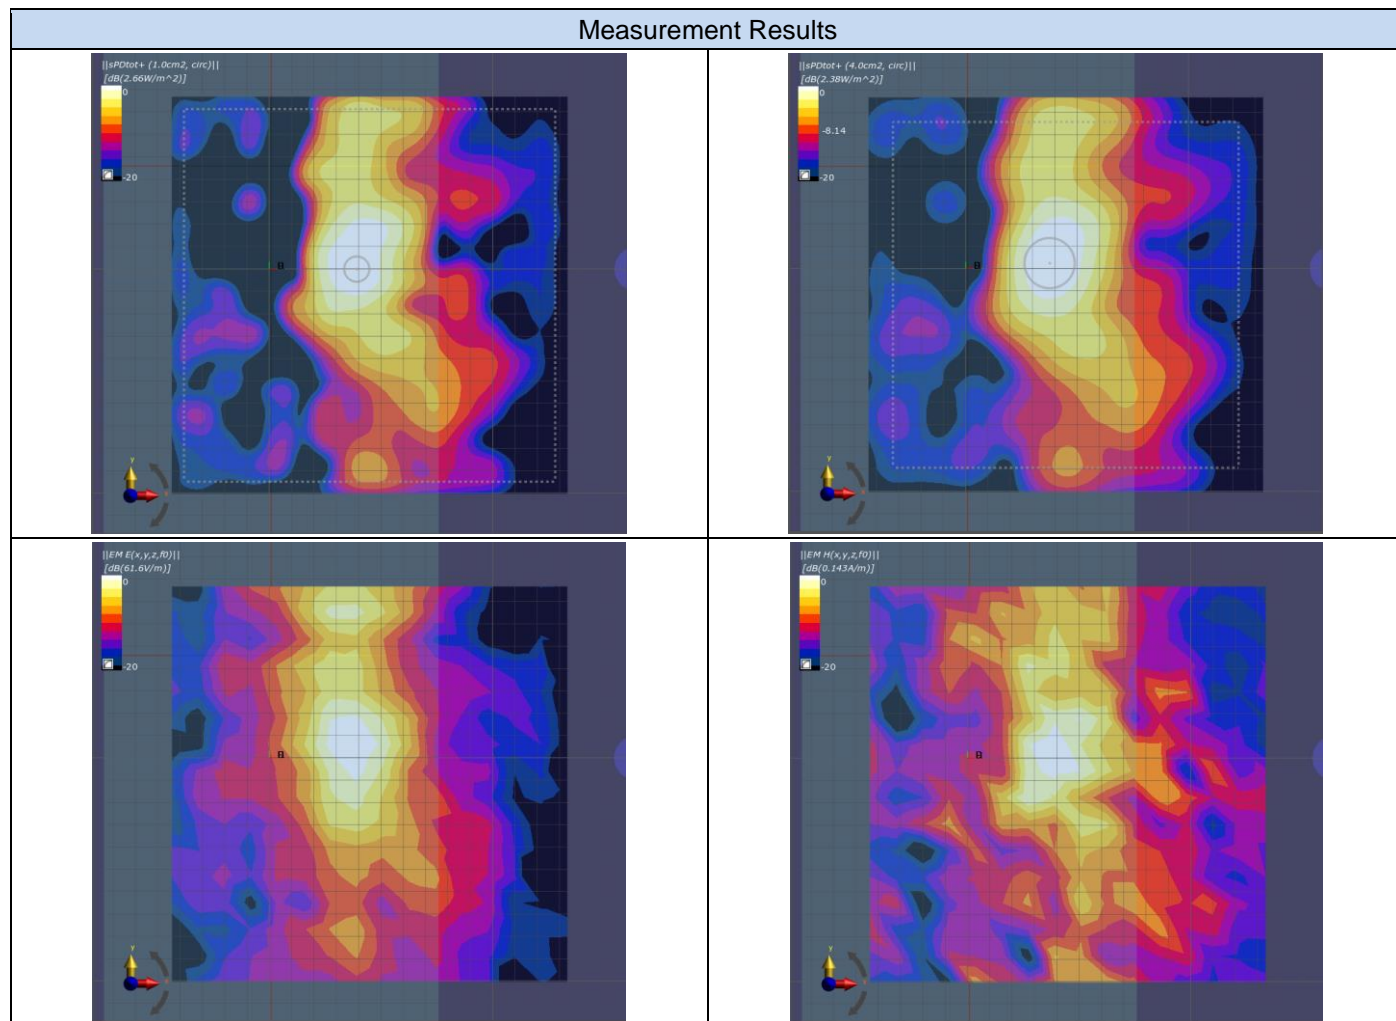 Measurement Results
||sPDtot+ (1.0cm2, circ)||
[dB(2.66W/m^2)]
0
-20
y
||sPDtot+ (4.0cm2, circ)||
[dB(2.38W/m^2)]
0
-8.14
-20
y
||EM E(x,y,z,f0)||
[dB(61.6V/m)]
0
-20
y
||EM H(x,y,z,f0)||
[dB(0.143A/m)]
0
-20
y